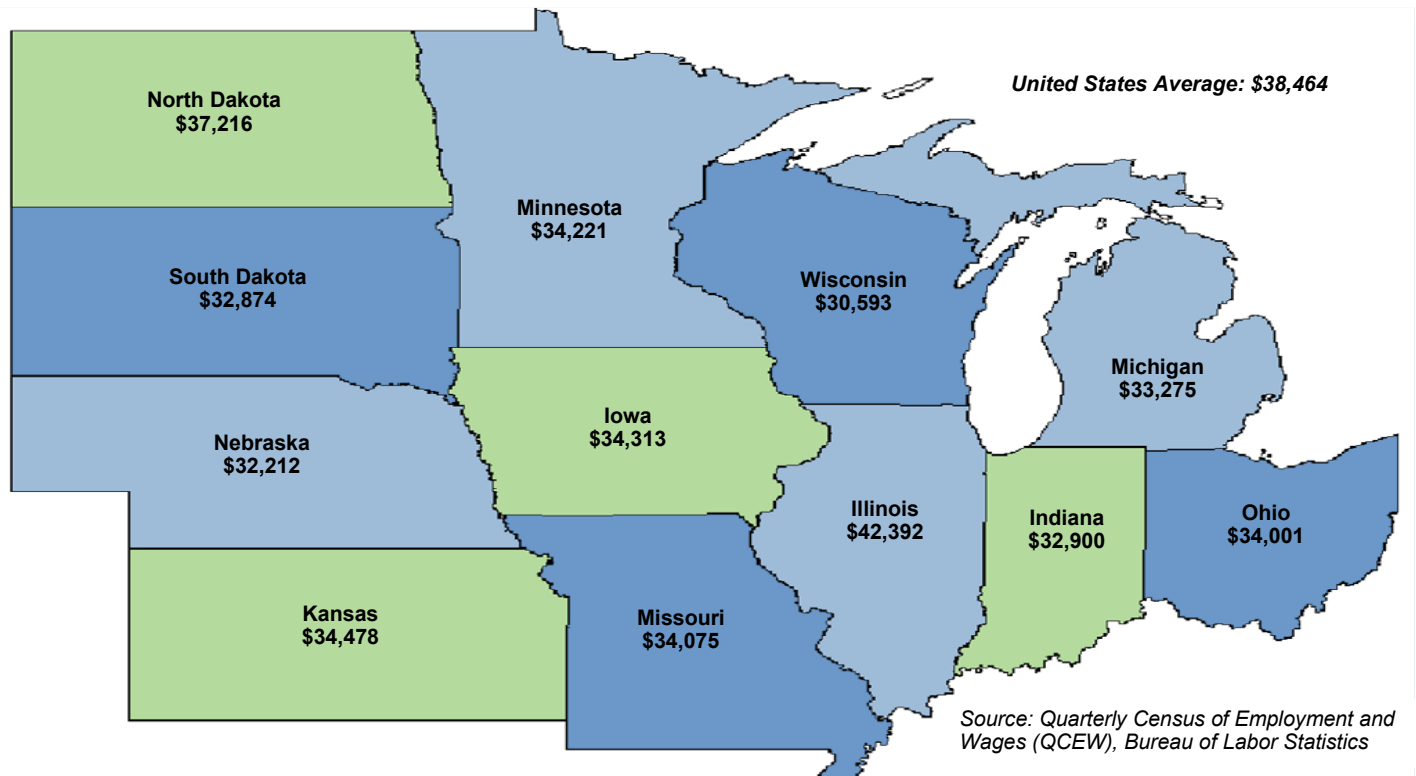 United States Average: $38,464
North Dakota
$37,216
Minnesota
$34,221
South Dakota
$32,874
Wisconsin
$30,593
Michigan
$33,275
Iowa
$34,313
Nebraska
$32,212
Illinois
$42,392
Indiana
$32,900
Ohio
$34,001
Kansas
$34,478
Missouri
$34,075
Source: Quarterly Census of Employment and
Wages (QCEW), Bureau of Labor Statistics